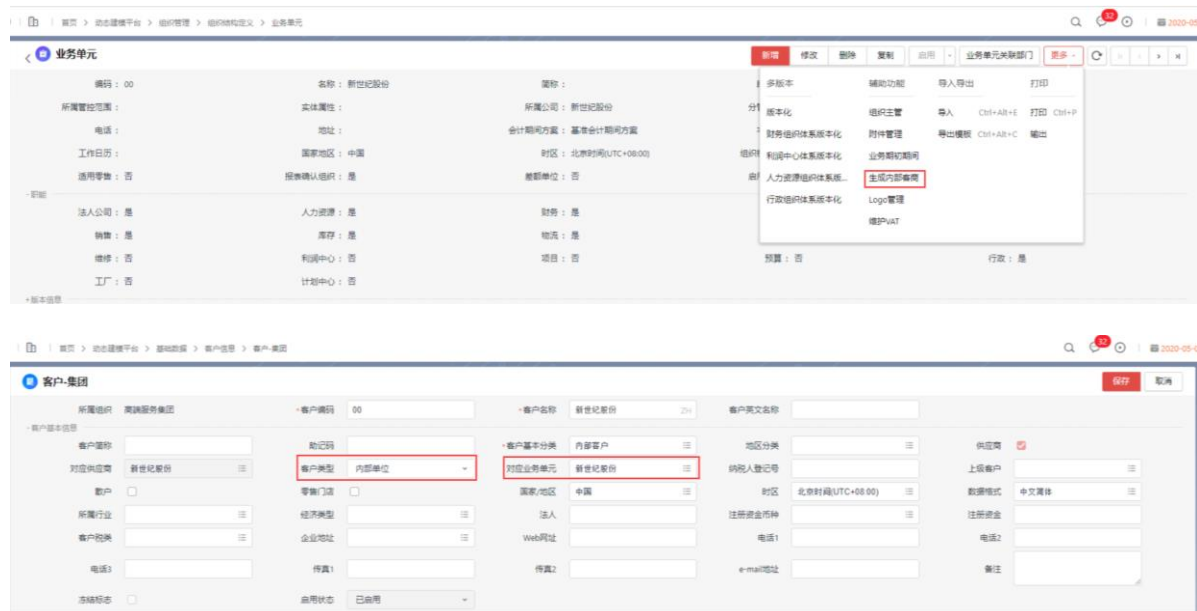 首页 > 动态建模平台 > 组织管理 > 组织结构定义 > 业务单元 32 2020-05
业务单元 新增 修改 删除 复制 启用 业务单元关联部门 更多
编码： 00 名称： 新世纪股份 简称：
所属管控范围： 实体属性： 所属公司： 新世纪股份
电话： 地址： 会计期间方案： 基准会计期间方案
工作日历： 国家地区： 中国 时区： 北京时间(UTC+08:00)
适用零售： 否 报表确认组织： 是 差额单位： 否
多版本 辅助功能 导入导出 打印
版本化 组织主管 导入 Ctrl+Alt+E 打印 Ctrl+P
财务组织体系版本化 附件管理 导出模板 Ctrl+Alt+C 输出
利润中心体系版本化 业务期初期间
人力资源组织体系版... 生成内部客商
行政组织体系版本化 Logo管理
维护VAT
职能
法人公司： 是 人力资源： 是 财务： 是
销售： 是 库存： 是 物流： 是
维修： 否 利润中心： 否 项目： 否 预算： 否 行政： 是
工厂： 否 计划中心： 否
版本信息
首页 > 动态建模平台 > 基础数据 > 客户信息 > 客户-集团 32 2020-05-0
客户-集团 保存 取消
所属组织 高端服务集团 客户编码 00 客户名称 新世纪股份 ZH 客户英文名称
客户基本信息
客户简称 助记码 客户基本分类 内部客户 地区分类 供应商
对应供应商 新世纪股份 客户类型 内部单位 对应业务单元 新世纪股份 纳税人登记号 上级客户
散户 零售门店 国家/地区 中国 时区 北京时间(UTC+08:00) 数据格式 中文简体
所属行业 经济类型 法人 注册资金币种 注册资金
客户税类 企业地址 Web网址 电话1 电话2
电话3 传真1 传真2 e-mail地址 备注
冻结标志 启用状态 已启用